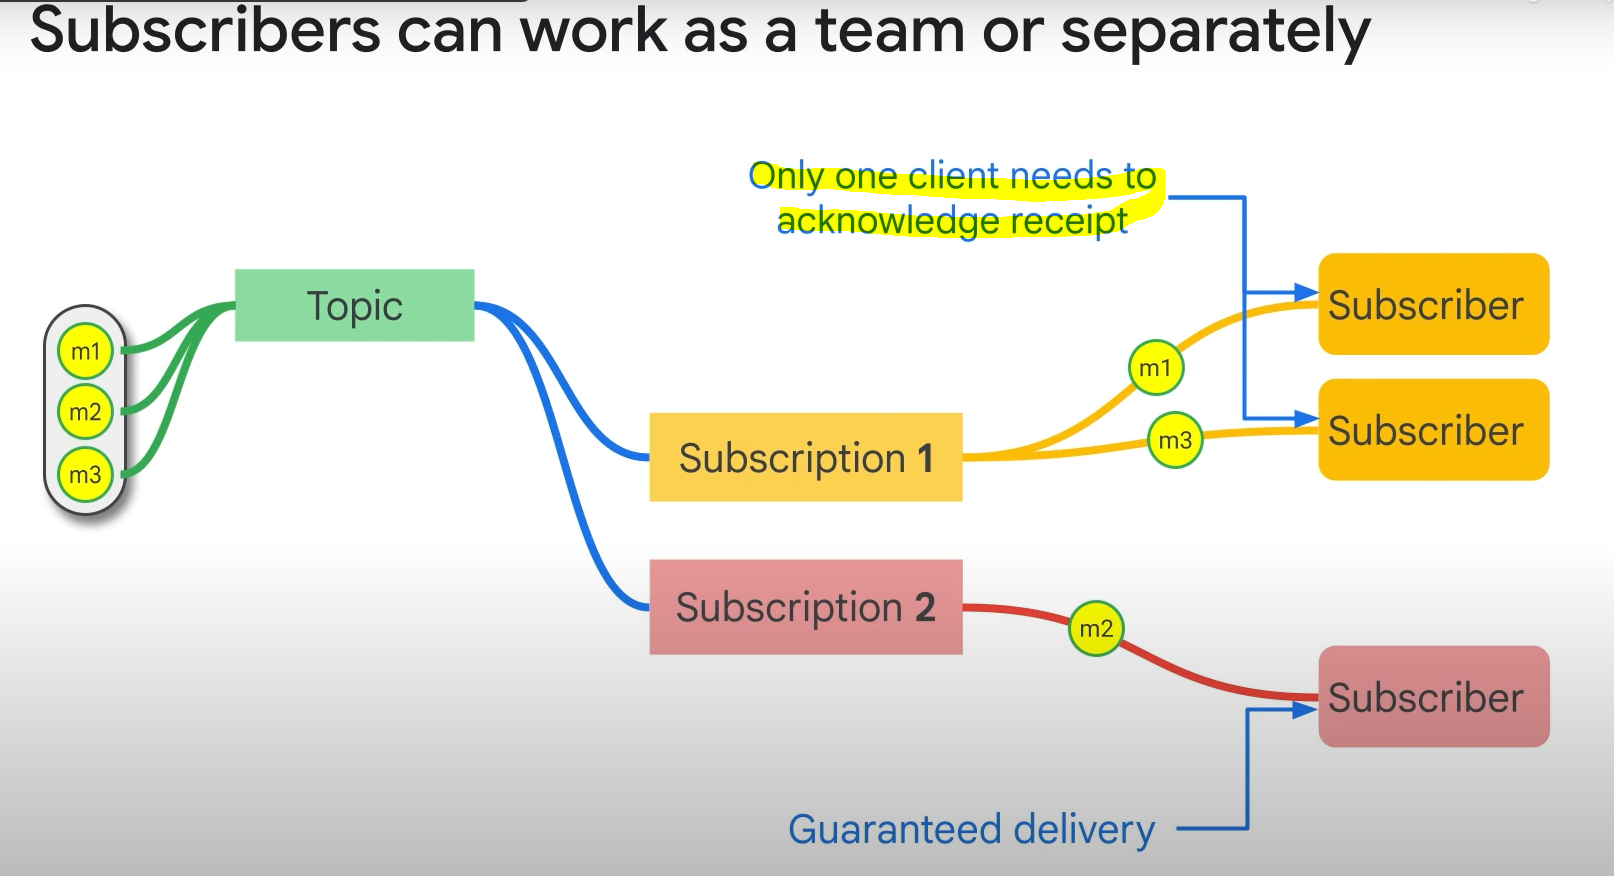 Subscribers can work as a team or separately
Only one client needs to
acknowledge receipt
Topic
Subscriber
m1
m1
m2
Subscriber
m3
m3
Subscription 1
Subscription 2
m2
Subscriber
Guaranteed delivery